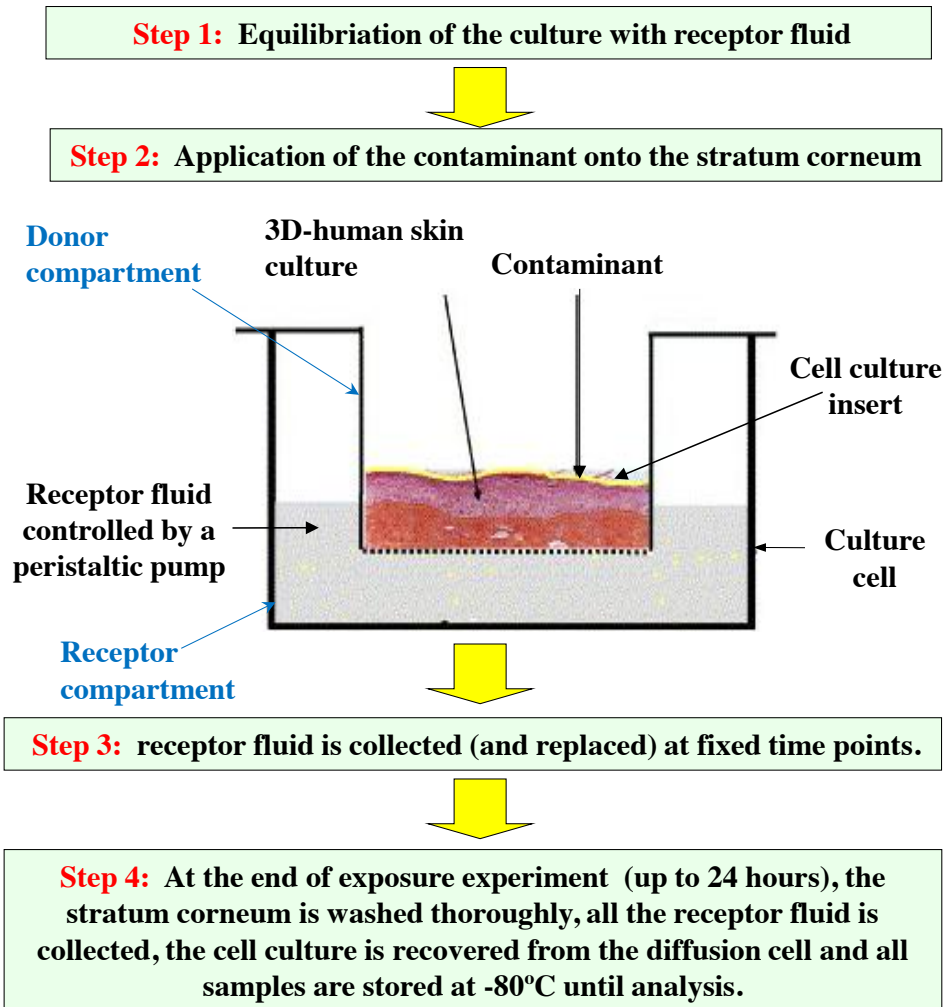 Step 1: Equilibriation of the culture with receptor fluid
Step 2: Application of the contaminant onto the stratum corneum
Donor
compartment
3D-human skin
culture
Contaminant
Cell culture
insert
Receptor fluid
controlled by a
peristaltic pump
Culture
cell
Receptor
compartment
Step 3: receptor fluid is collected (and replaced) at fixed time points.
Step 4: At the end of exposure experiment (up to 24 hours), the
stratum corneum is washed thoroughly, all the receptor fluid is
collected, the cell culture is recovered from the diffusion cell and all
samples are stored at -80ºC until analysis.